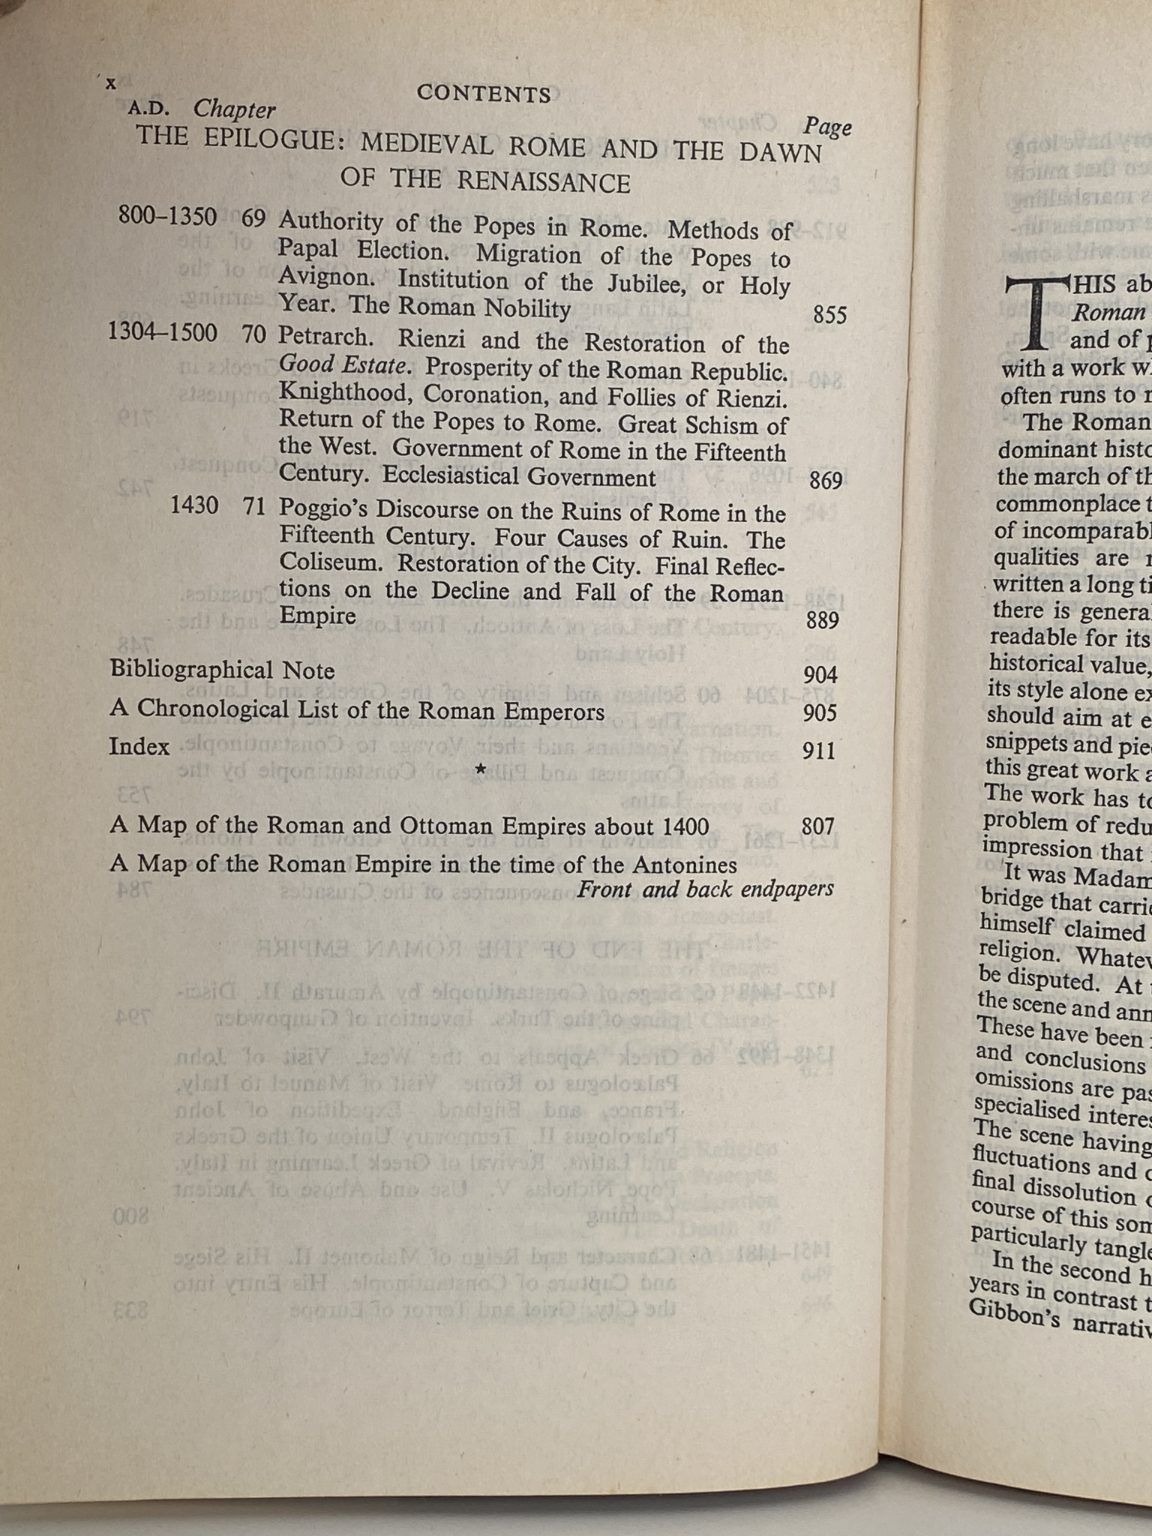 x
CONTENTS
A.D. Chapter
Page
THE EPILOGUE: MEDIEVAL ROME AND THE DAWN
OF THE RENAISSANCE
800–1350 69 Authority of the Popes in Rome. Methods of
Papal Election. Migration of the Popes to
Avignon. Institution of the Jubilee, or Holy
Year. The Roman Nobility 855
1304–1500 70 Petrarch. Rienzi and the Restoration of the
Good Estate. Prosperity of the Roman Republic.
Knighthood, Coronation, and Follies of Rienzi.
Return of the Popes to Rome. Great Schism of
the West. Government of Rome in the Fifteenth
Century. Ecclesiastical Government 869
1430 71 Poggio's Discourse on the Ruins of Rome in the
Fifteenth Century. Four Causes of Ruin. The
Coliseum. Restoration of the City. Final Reflec-
tions on the Decline and Fall of the Roman
Empire 889
Bibliographical Note 904
A Chronological List of the Roman Emperors 905
Index 911
★
A Map of the Roman and Ottoman Empires about 1400 807
A Map of the Roman Empire in the time of the Antonines
Front and back endpapers
THIS ab
Roman
and of
with a work w
often runs to
The Roman
dominant histo
the march of th
commonplace t
of incomparabl
qualities are
written a long ti
there is genera
readable for its
historical value,
its style alone ex
should aim at e
snippets and pie
this great work a
The work has to
problem of redu
impression that
It was Madam
bridge that carrie
himself claimed
religion. Whatev
be disputed. At
the scene and ann
These have been
and conclusions
omissions are pas
specialised interes
The scene having
fluctuations and
final dissolution
course of this som
particularly tangle
In the second h
years in contrast t
Gibbon's narrativ